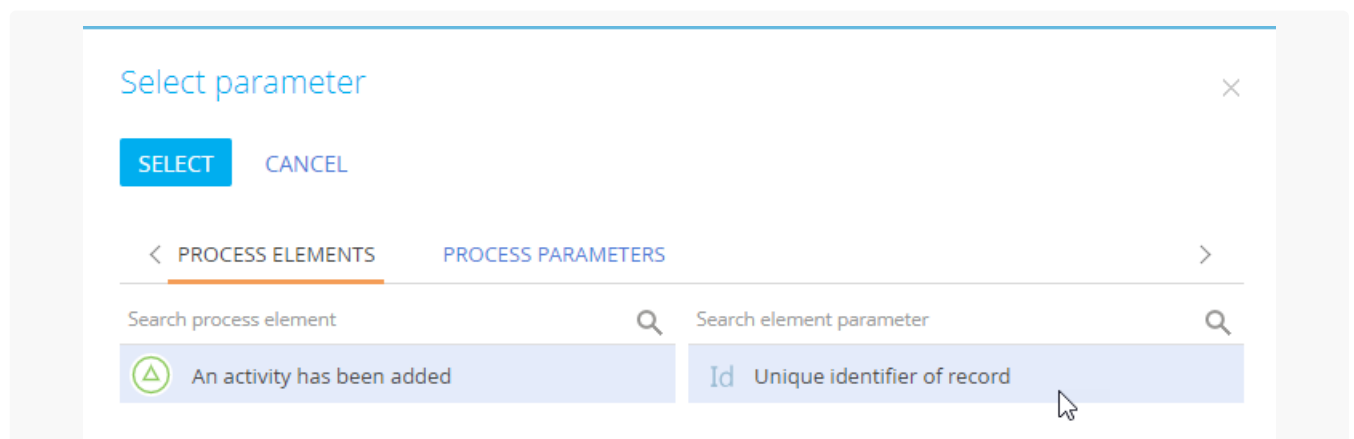 Select parameter
SELECT CANCEL
PROCESS ELEMENTS PROCESS PARAMETERS
Search process element Search element parameter
An activity has been added Id Unique identifier of record